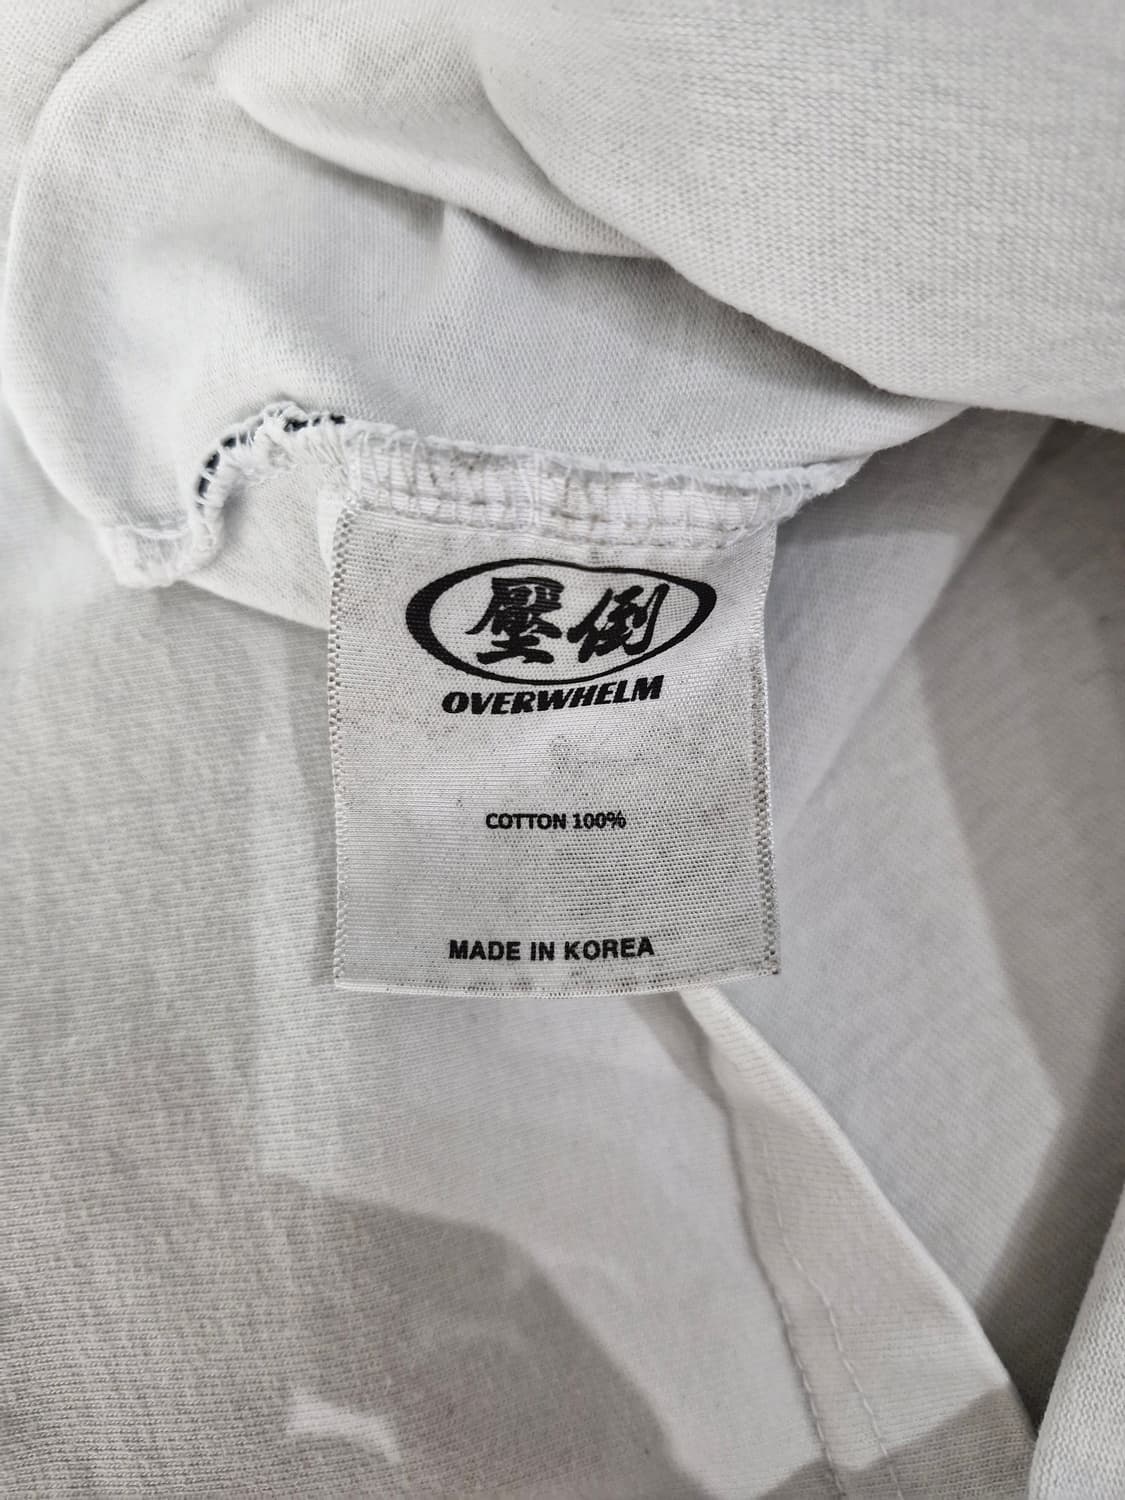 壓倒
OVERWHELM
COTTON 100%
MADE IN KOREA